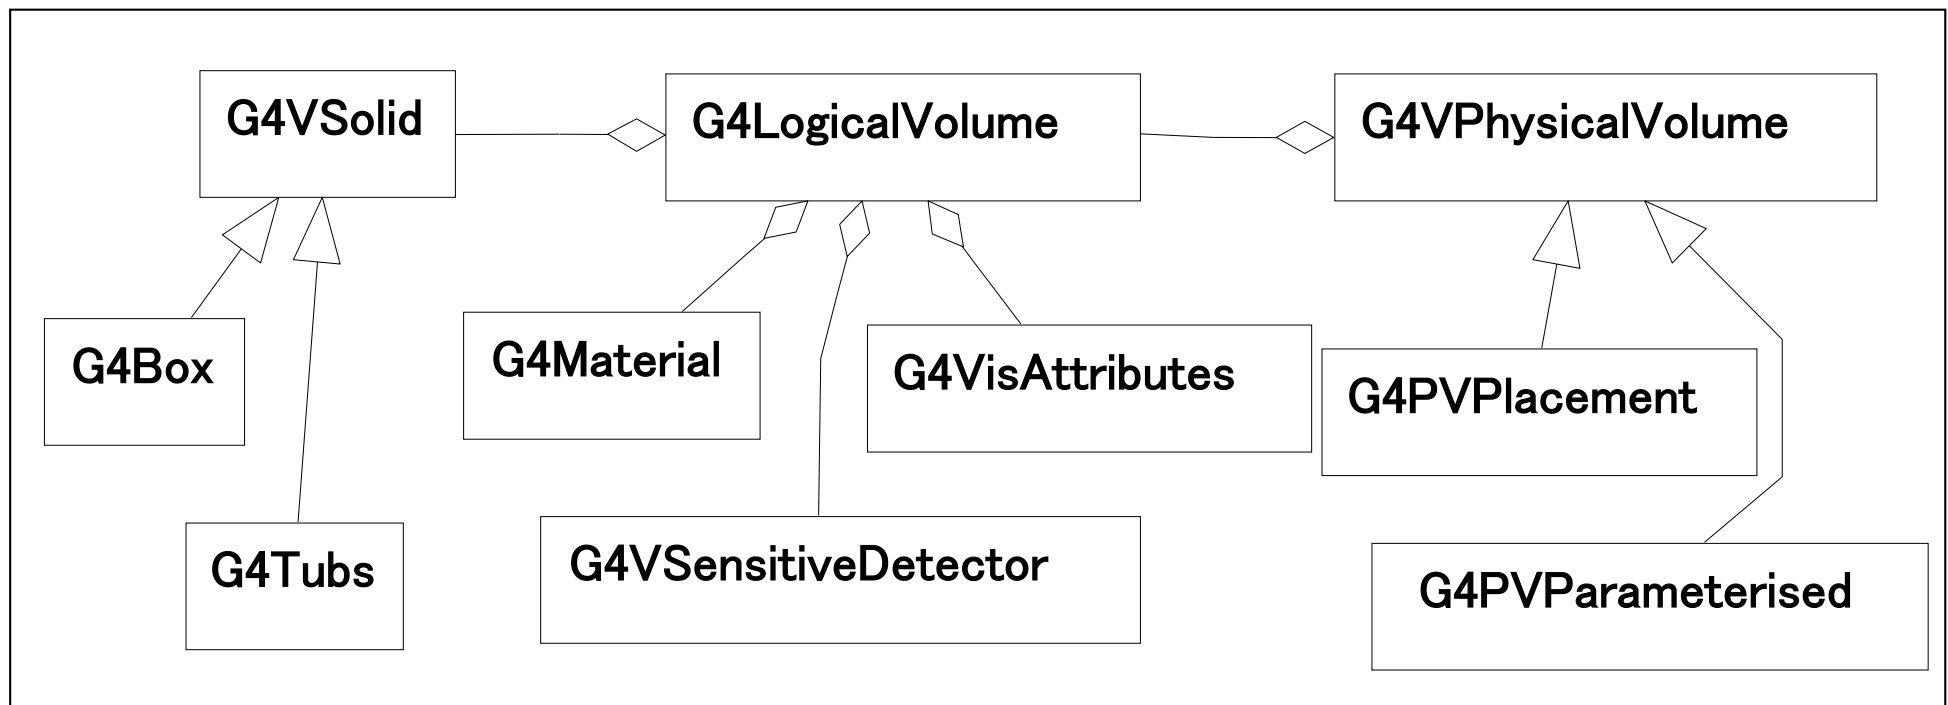 G4VSolid
G4LogicalVolume
G4VPhysicalVolume
G4Box
G4Material
G4VisAttributes
G4PVPlacement
G4Tubs
G4VSensitiveDetector
G4PVParameterised